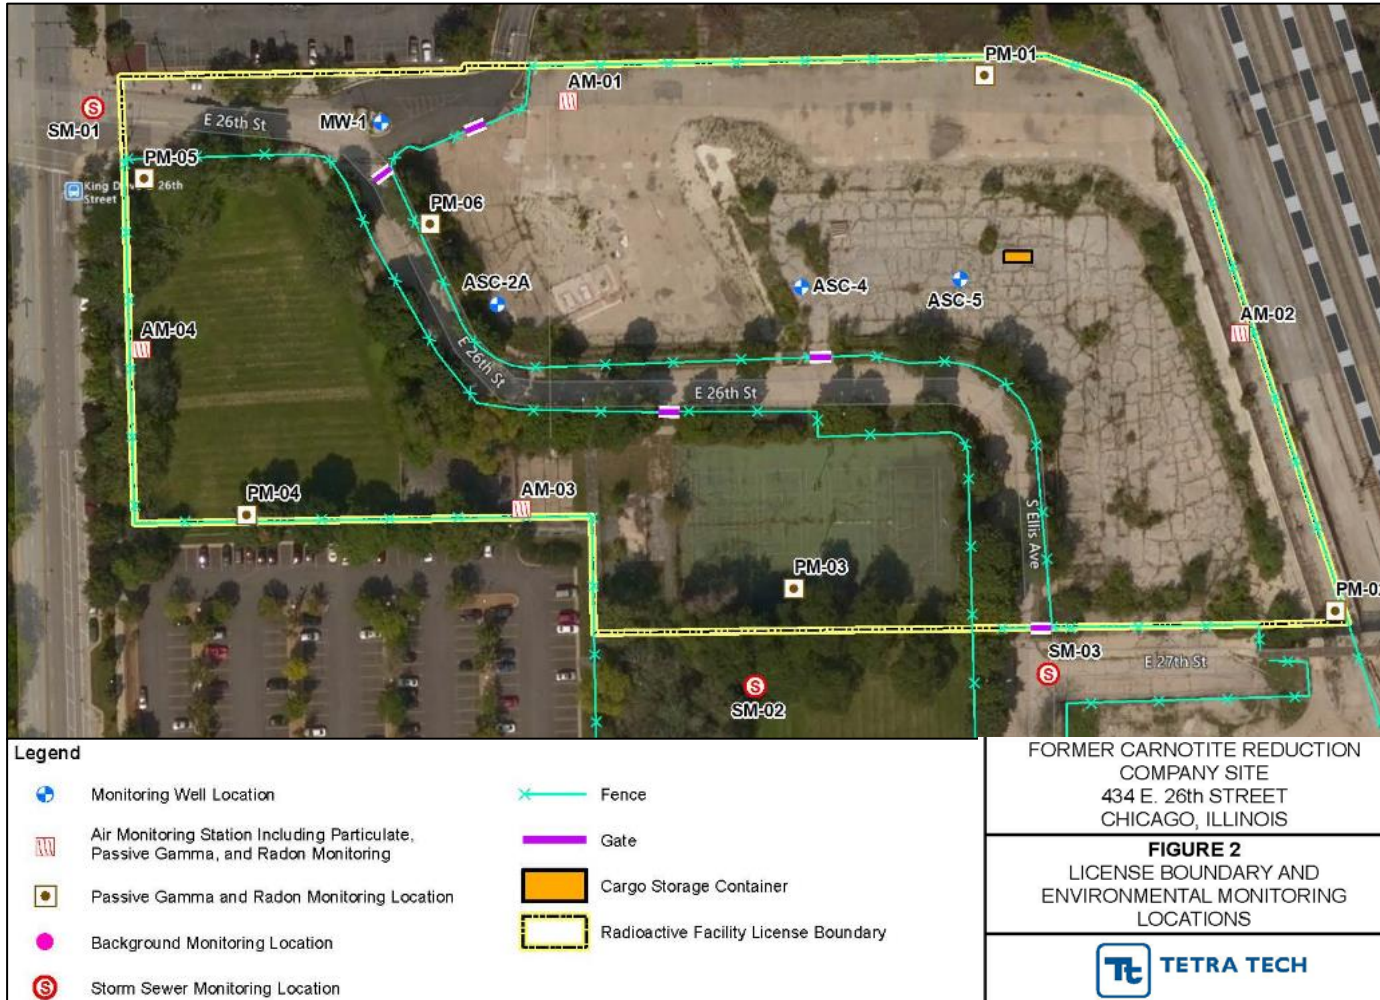 PM-01
AM-01
SM-01
E 26th St
MW-1
PM-05
King D 26th
Street
PM-06
ASC-2A
ASC-4
ASC-5
AM-02
AM-04
E 26th St
E 26th St
PM-04
AM-03
S Ellis Ave
PM-03
PM-02
SM-03
E 27th St
SM-02
Legend
Monitoring Well Location
Air Monitoring Station Including Particulate,
Passive Gamma, and Radon Monitoring
Passive Gamma and Radon Monitoring Location
Background Monitoring Location
S Storm Sewer Monitoring Location
Fence
Gate
Cargo Storage Container
Radioactive Facility License Boundary
FORMER CARNOTITE REDUCTION
COMPANY SITE
434 E. 26th STREET
CHICAGO, ILLINOIS
FIGURE 2
LICENSE BOUNDARY AND
ENVIRONMENTAL MONITORING
LOCATIONS
Tt TETRA TECH